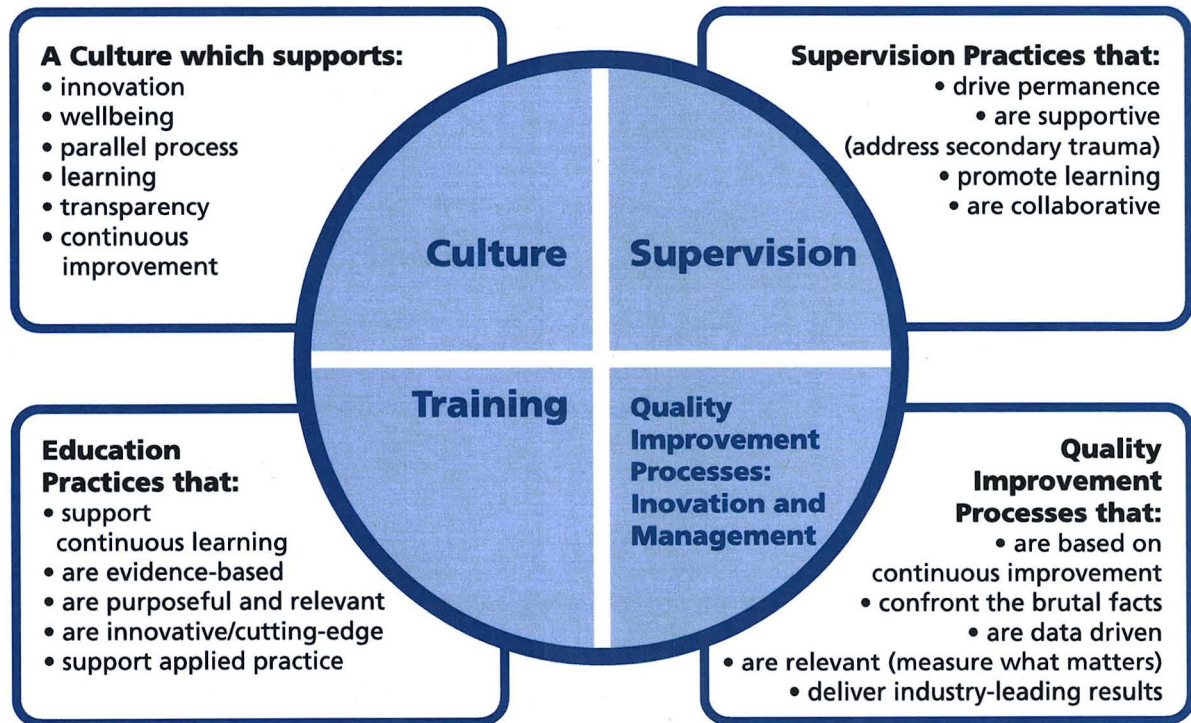 A Culture which supports:
• innovation
• wellbeing
• parallel process
• learning
• transparency
• continuous
improvement
Supervision Practices that:
• drive permanence
• are supportive
(address secondary trauma)
• promote learning
• are collaborative
Culture
Supervision
Training
Quality
Improvement
Processes:
Inovation and
Management
Education
Practices that:
• support
continuous learning
• are evidence-based
• are purposeful and relevant
• are innovative/cutting-edge
• support applied practice
Quality
Improvement
Processes that:
• are based on
continuous improvement
• confront the brutal facts
• are data driven
• are relevant (measure what matters)
• deliver industry-leading results